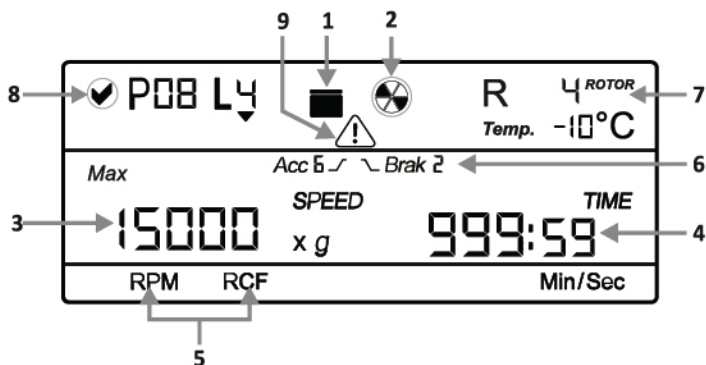 9 1 2
8 P08 L4 R 4 ROTOR 7
Temp. -10°C
Max Acc 6 Brak 2 6
SPEED TIME
3 15000 x g 999:59 4
RPM RCF Min/Sec
5